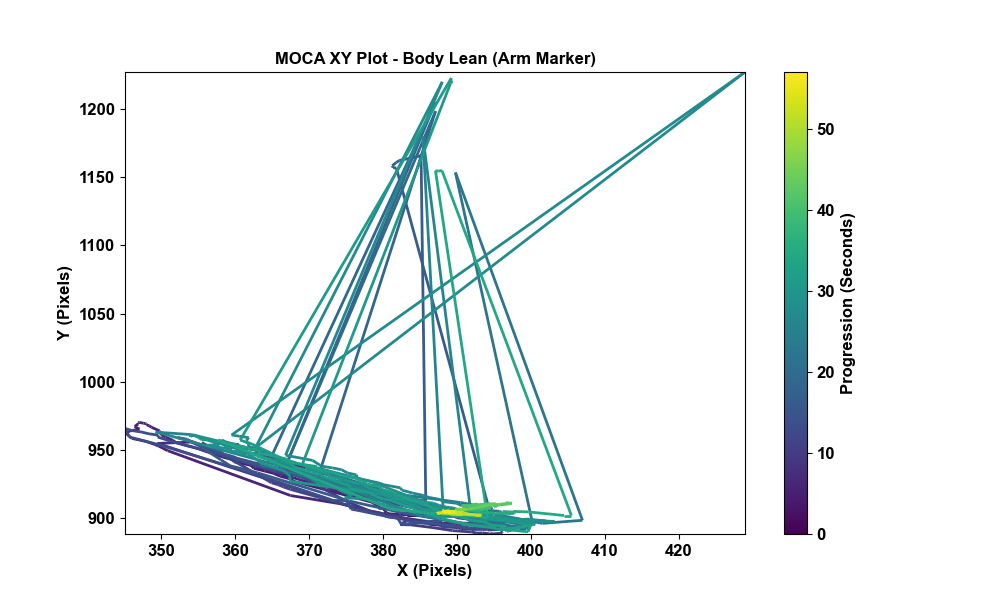 MOCA XY Plot - Body Lean (Arm Marker)
1200
1150
1100
1050
1000
950
900
Y (Pixels)
350 360 370 380 390 400 410 420
X (Pixels)
50
40
30
20
10
0
Progression (Seconds)